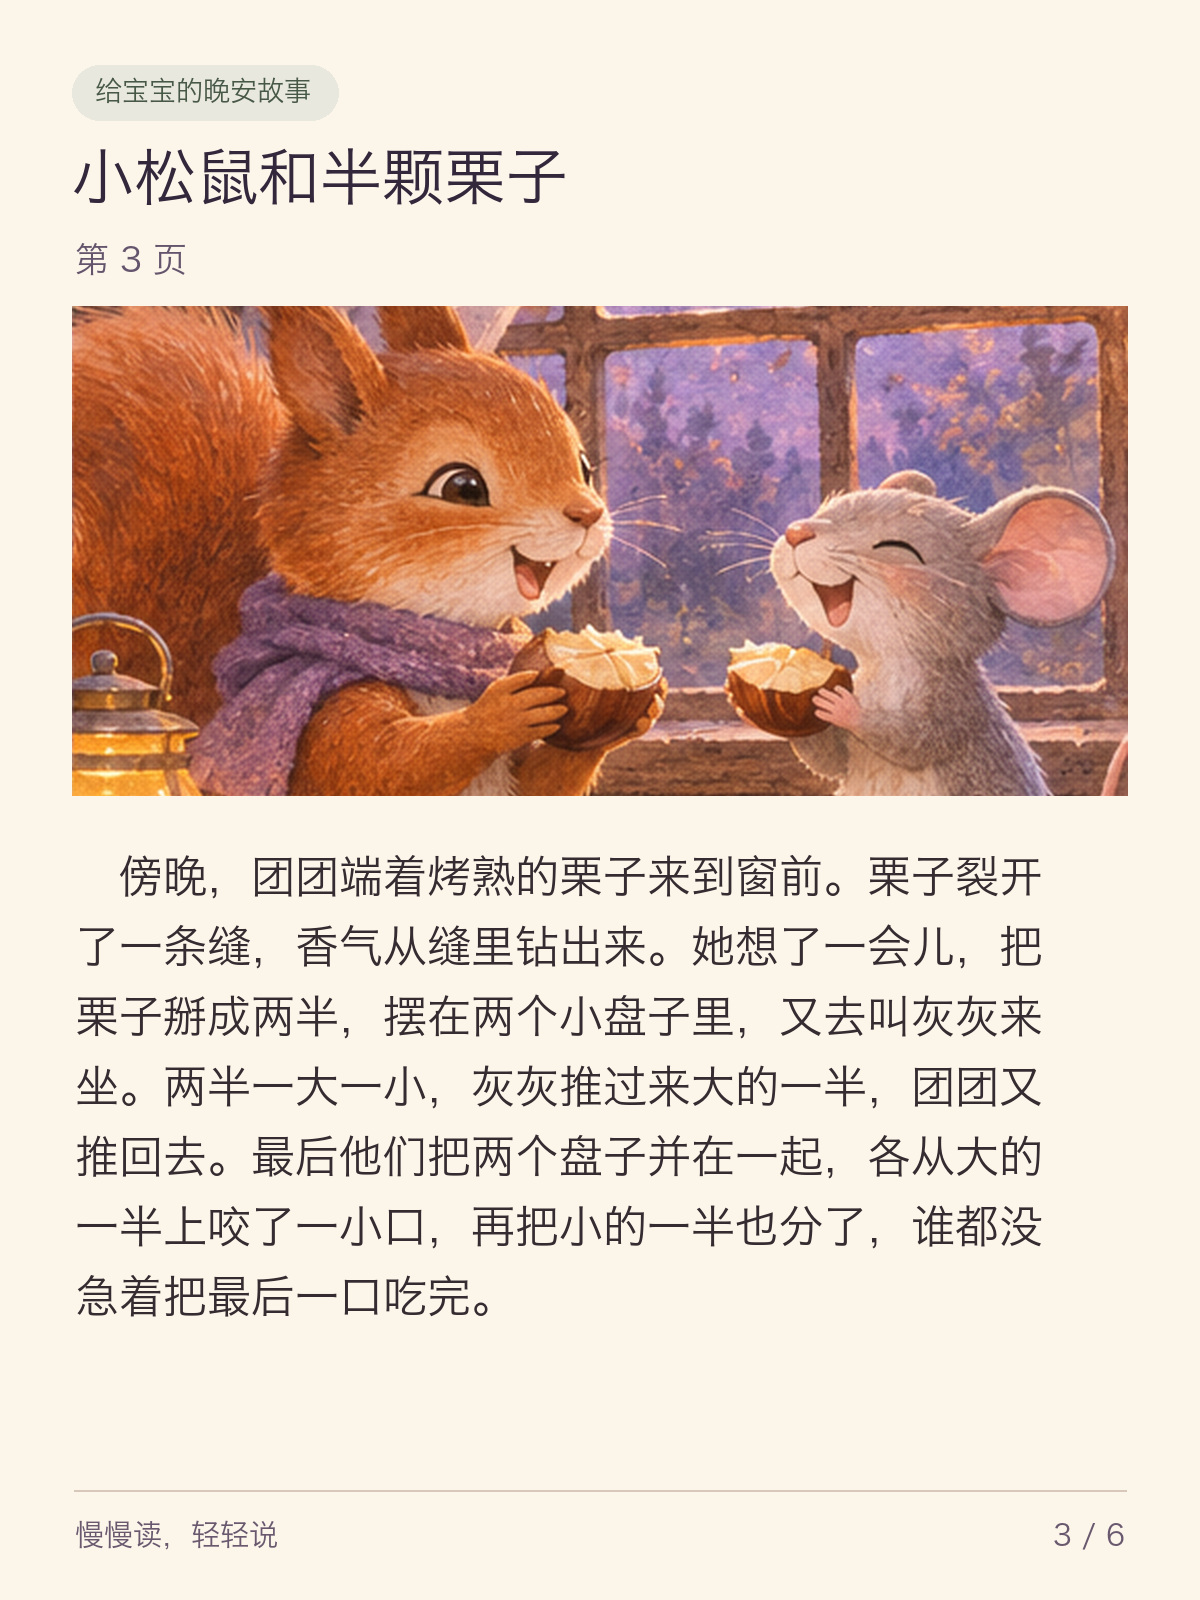 给宝宝的晚安故事
小松鼠和半颗栗子
第 3 页
傍晚，团团端着烤熟的栗子来到窗前。栗子裂开
了一条缝，香气从缝里钻出来。她想了一会儿，把
栗子掰成两半，摆在两个小盘子里，又去叫灰灰来
坐。两半一大一小，灰灰推过来大的一半，团团又
推回去。最后他们把两个盘子并在一起，各从大的
一半上咬了一小口，再把小的一半也分了，谁都没
急着把最后一口吃完。
慢慢读，轻轻说
3 / 6